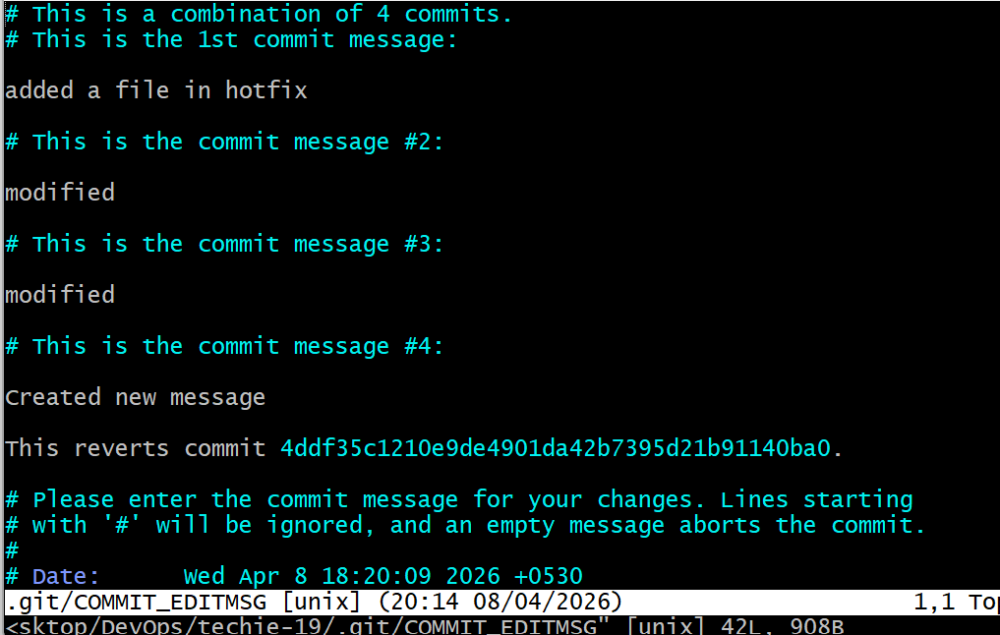 # This is a combination of 4 commits.
# This is the 1st commit message:
added a file in hotfix
# This is the commit message #2:
modified
# This is the commit message #3:
modified
# This is the commit message #4:
Created new message
This reverts commit 4ddf35c1210e9de4901da42b7395d21b91140ba0.
# Please enter the commit message for your changes. Lines starting
# with '#' will be ignored, and an empty message aborts the commit.
#
# Date:      Wed Apr 8 18:20:09 2026 +0530
.git/COMMIT_EDITMSG [unix] (20:14 08/04/2026) 1,1 Top
<sktop/DevOps/techie-19/.git/COMMIT_EDITMSG" [unix] 42L, 908B